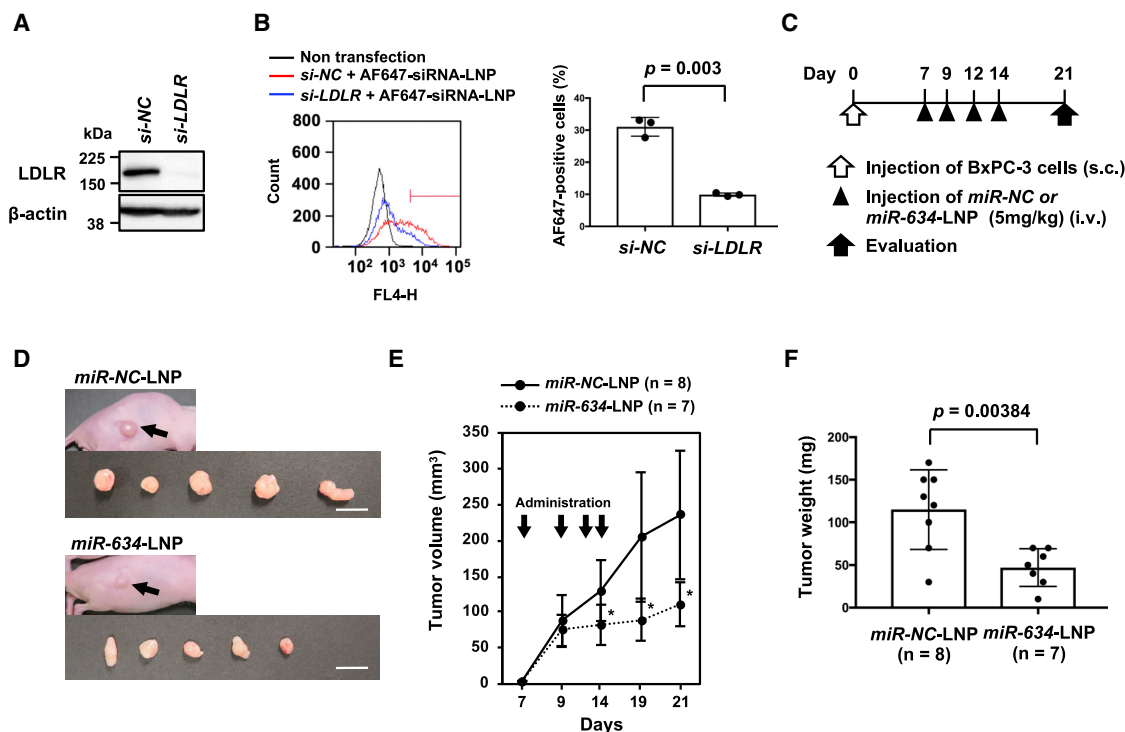 A
si-NC
si-LDLR
kDa
LDLR
225
150
β-actin
38
B
Non transfection
si-NC + AF647-siRNA-LNP
si-LDLR + AF647-siRNA-LNP
Count
800
600
400
200
0
10² 10³ 10⁴ 10⁵
FL4-H
AF647-positive cells (%)
p = 0.003
40
30
20
10
0
si-NC si-LDLR
C
Day 0 7 9 12 14 21
Injection of BxPC-3 cells (s.c.)
Injection of miR-NC or
miR-634-LNP (5mg/kg) (i.v.)
Evaluation
D
miR-NC-LNP
miR-634-LNP
E
miR-NC-LNP (n = 8)
miR-634-LNP (n = 7)
Tumor volume (mm³)
350
300
250
200
150
100
50
0
Administration
* * *
7 9 14 19 21
Days
F
p = 0.00384
Tumor weight (mg)
200
150
100
50
0
miR-NC-LNP miR-634-LNP
(n = 8) (n = 7)